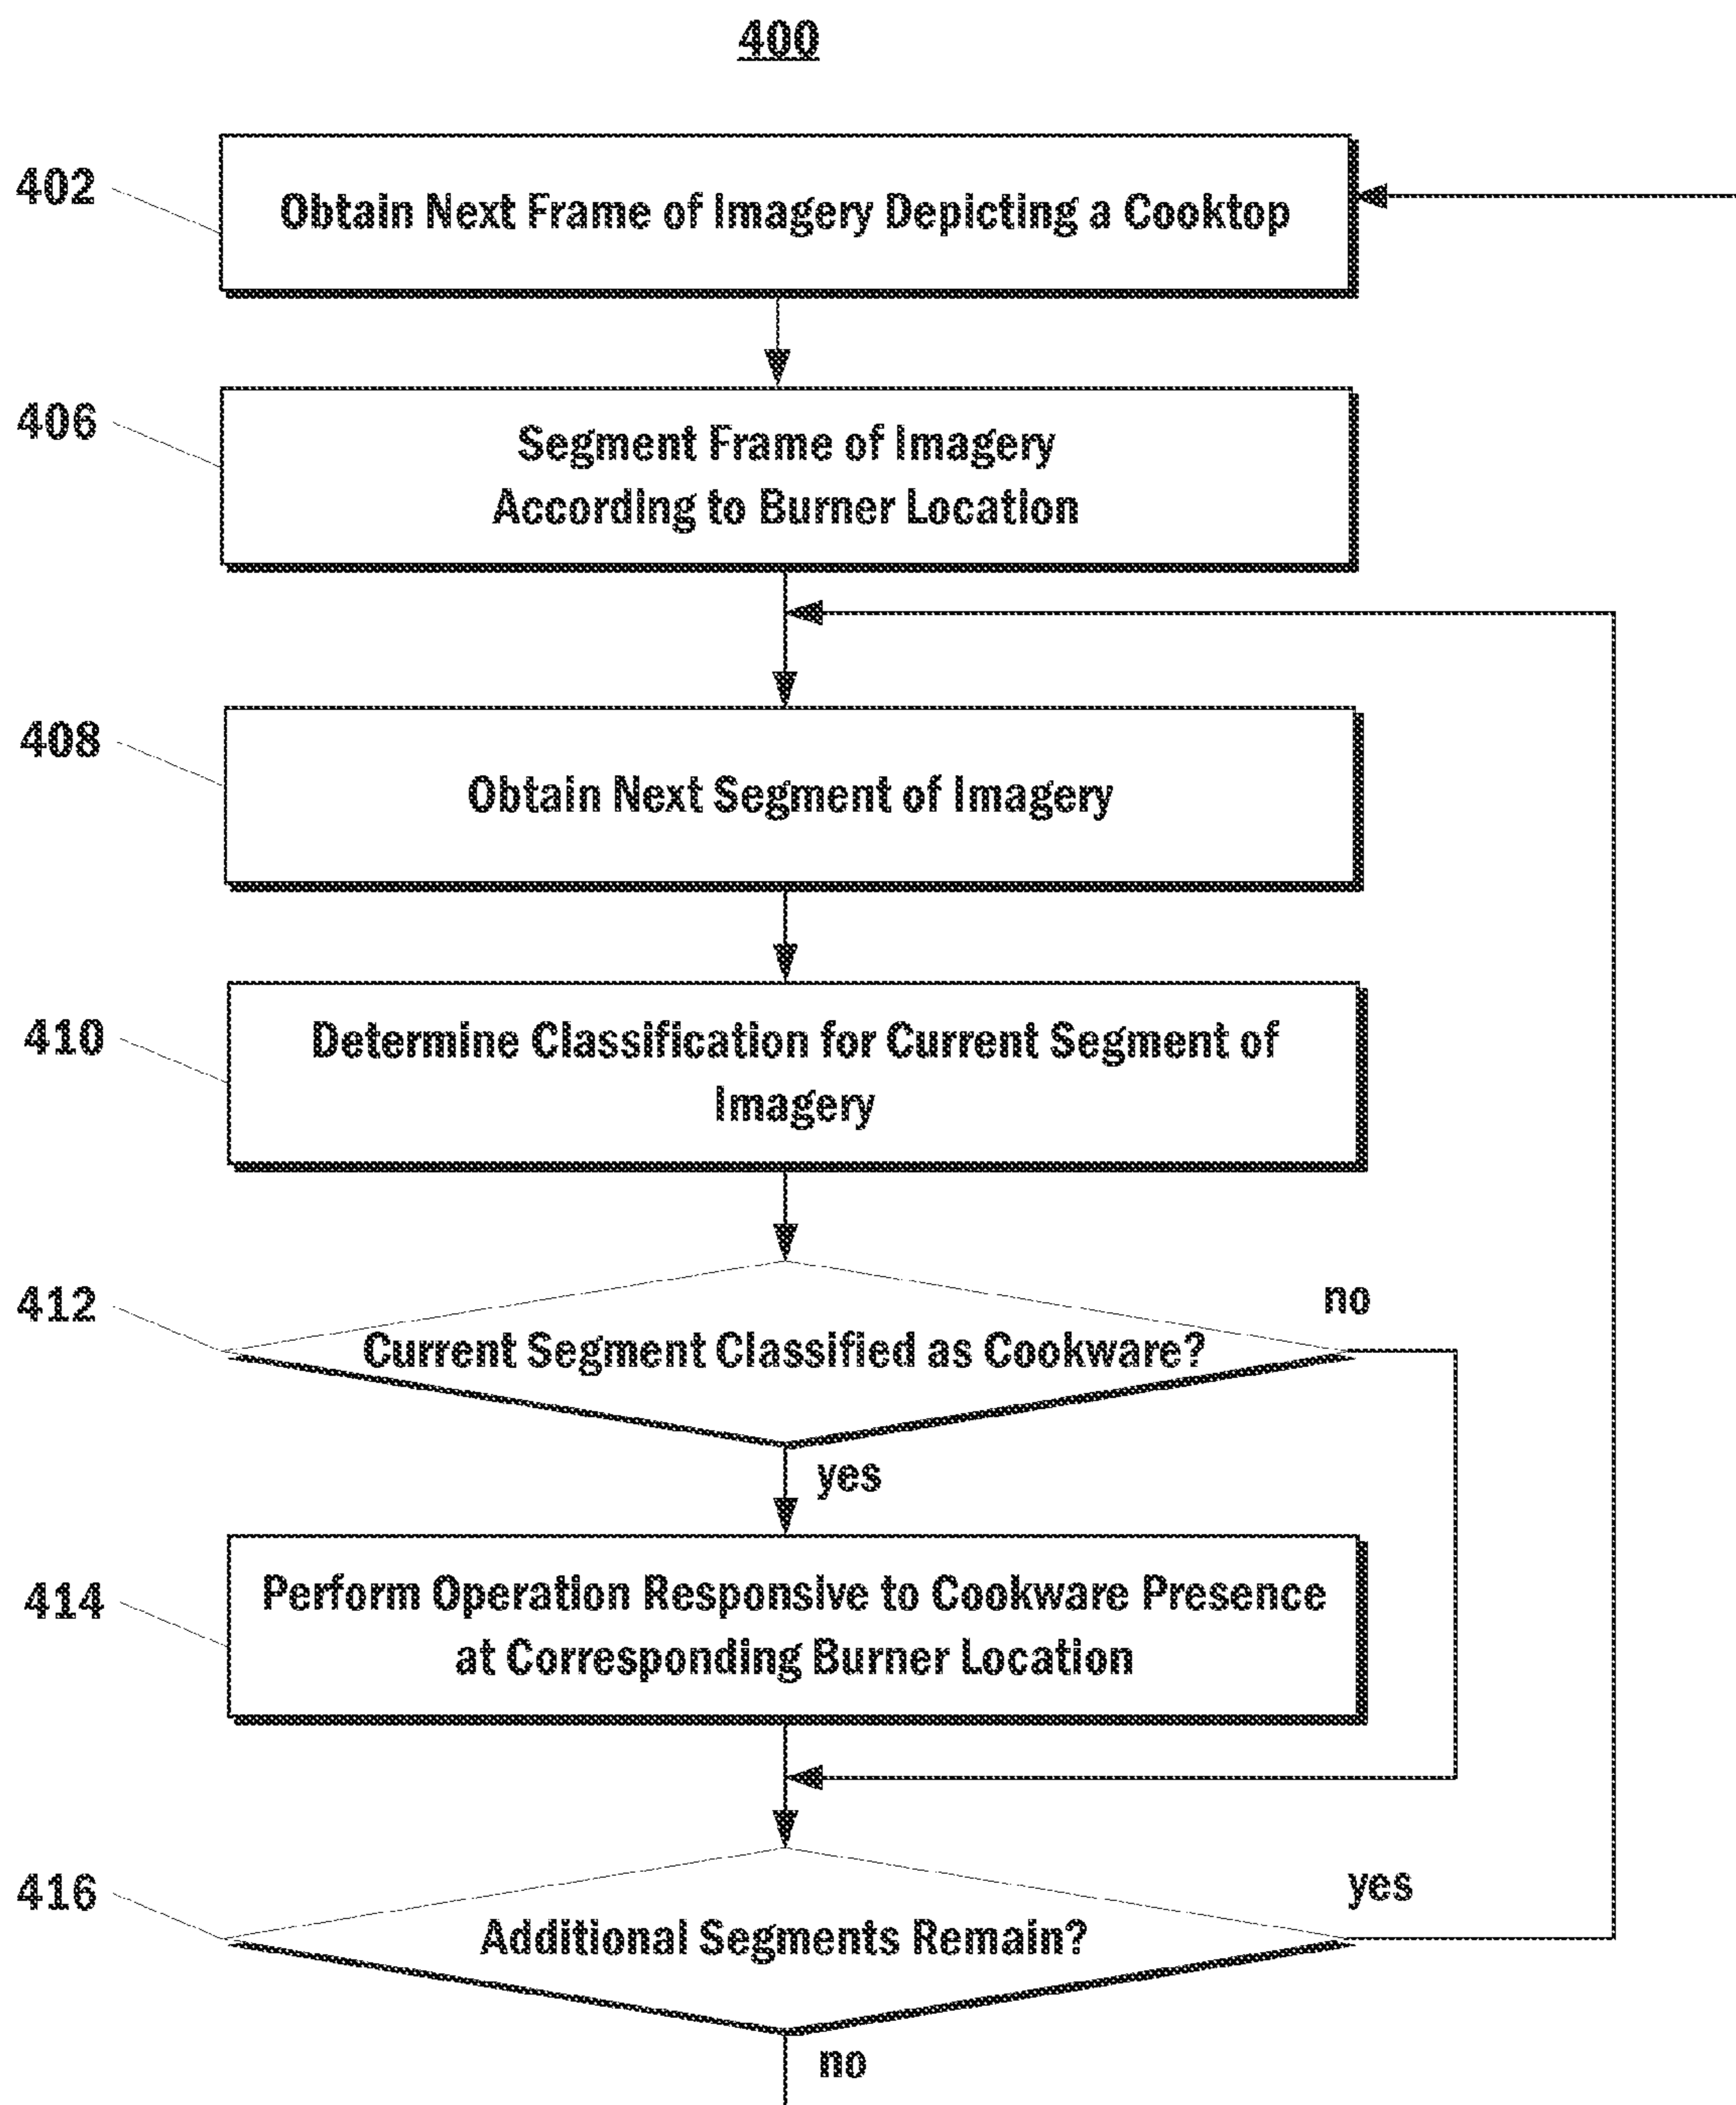 400
402
Obtain Next Frame of Imagery Depicting a Cooktop
406
Segment Frame of Imagery
According to Burner Location
408
Obtain Next Segment of Imagery
410
Determine Classification for Current Segment of
Imagery
412
Current Segment Classified as Cookware?
no
yes
414
Perform Operation Responsive to Cookware Presence
at Corresponding Burner Location
416
Additional Segments Remain?
yes
no